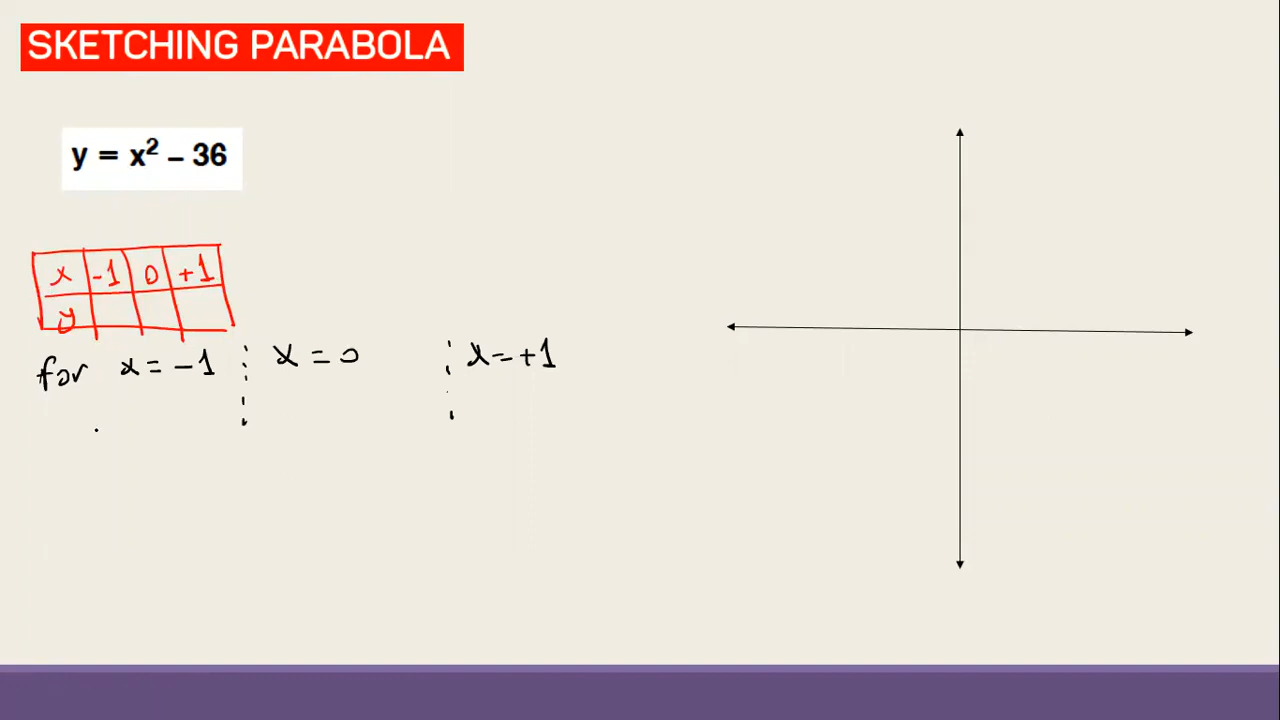 SKETCHING PARABOLA
y = x² – 36
x -1 0 +1
y
for x = -1 x = 0 x = +1